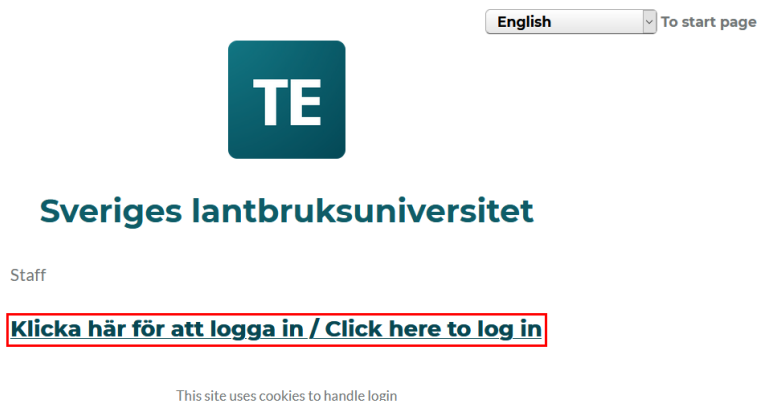 English To start page
TE
Sveriges lantbruksuniversitet
Staff
Klicka här för att logga in / Click here to log in
This site uses cookies to handle login